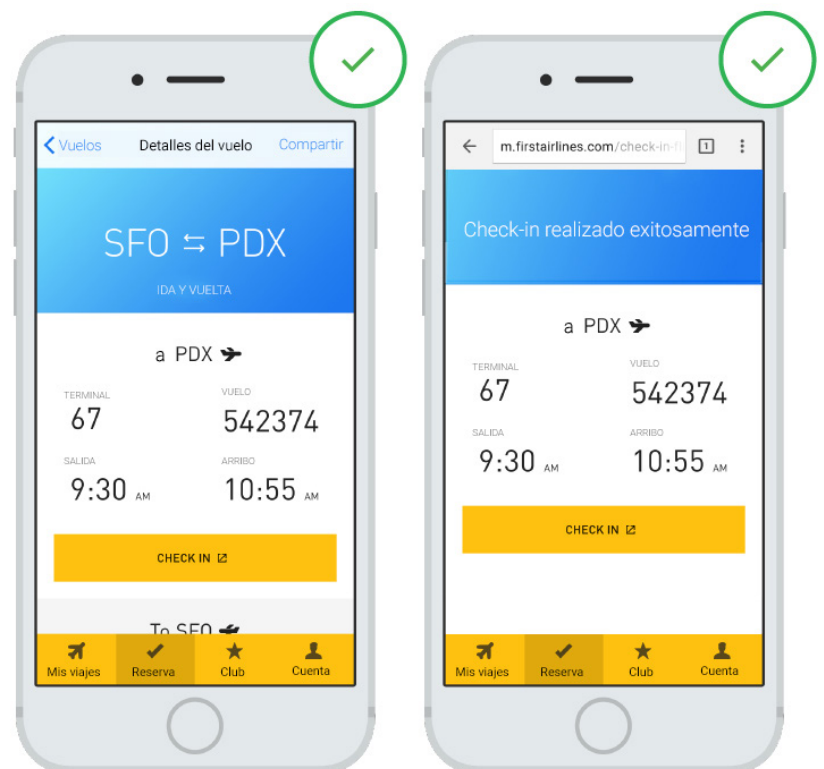 Vuelos Detalles del vuelo Compartir
SFO ⇆ PDX
IDA Y VUELTA
a PDX
TERMINAL VUELO
67 542374
SALIDA ARRIBO
9:30 AM 10:55 AM
CHECK IN
To SFO
Mis viajes Reserva Club Cuenta
m.firstairlines.com/check-in-fl 1
Check-in realizado exitosamente
a PDX
TERMINAL VUELO
67 542374
SALIDA ARRIBO
9:30 AM 10:55 AM
CHECK IN
Mis viajes Reserva Club Cuenta